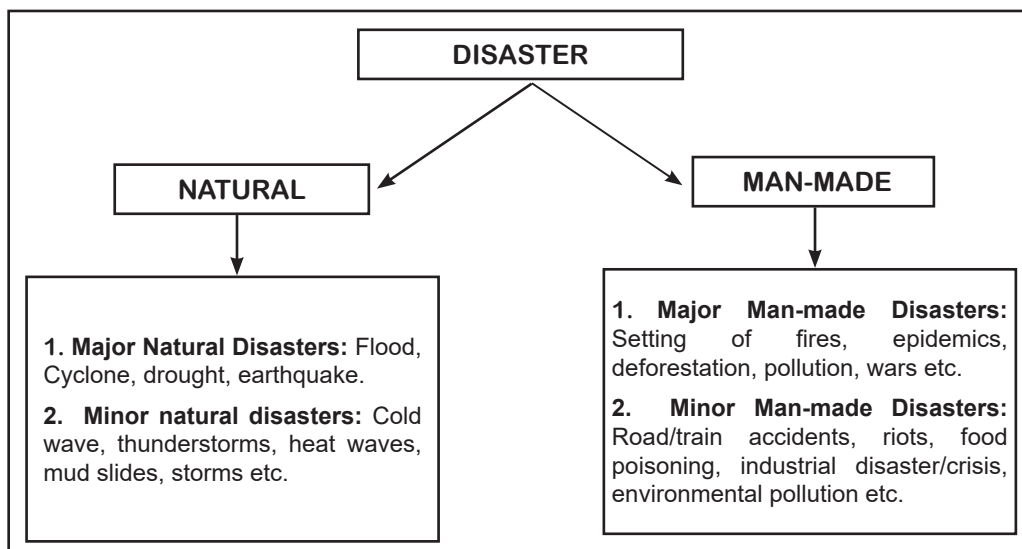 DISASTER
NATURAL
MAN-MADE
1. Major Natural Disasters: Flood,
Cyclone, drought, earthquake.
2. Minor natural disasters: Cold
wave, thunderstorms, heat waves,
mud slides, storms etc.
1. Major Man-made Disasters:
Setting of fires, epidemics,
deforestation, pollution, wars etc.
2. Minor Man-made Disasters:
Road/train accidents, riots, food
poisoning, industrial disaster/crisis,
environmental pollution etc.